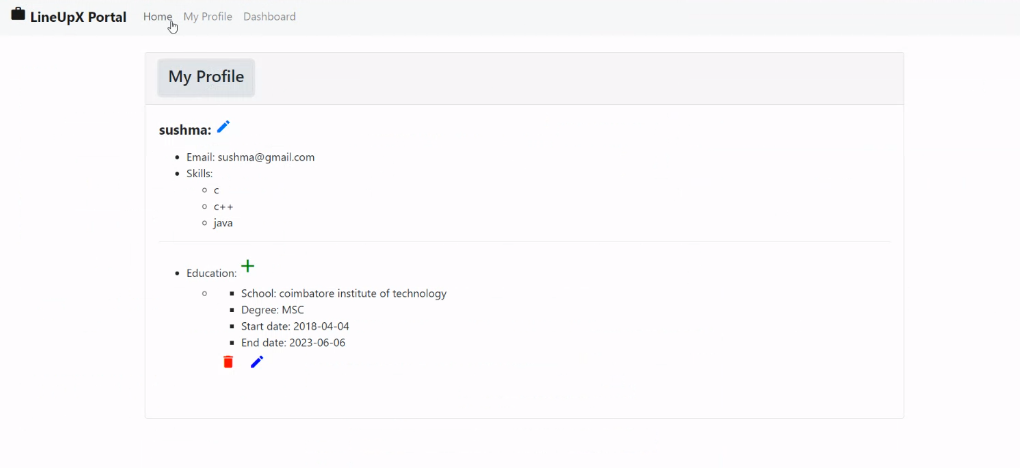 LineUpX Portal Home My Profile Dashboard
My Profile
sushma:
Email: sushma@gmail.com
Skills:
c
c++
java
Education:
School: coimbatore institute of technology
Degree: MSC
Start date: 2018-04-04
End date: 2023-06-06